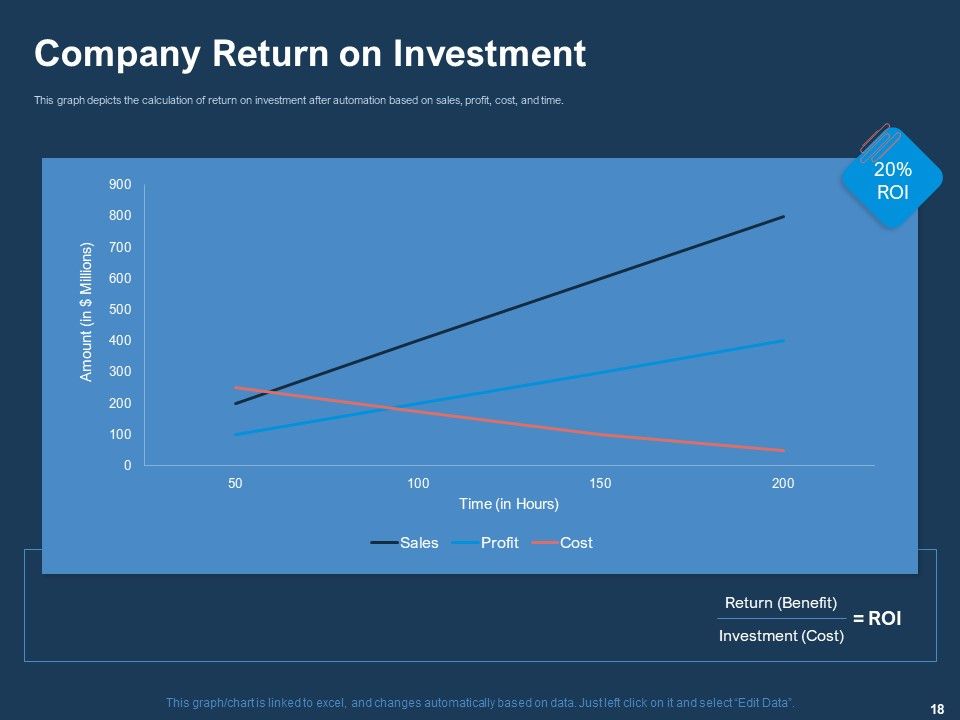 Company Return on Investment
This graph depicts the calculation of return on investment after automation based on sales, profit, cost, and time.
20%
ROI
900
800
700
600
500
400
300
200
100
0
Amount (in $ Millions)
50 100 150 200
Time (in Hours)
Sales Profit Cost
Return (Benefit)
Investment (Cost)
= ROI
This graph/chart is linked to excel, and changes automatically based on data. Just left click on it and select “Edit Data”.
18